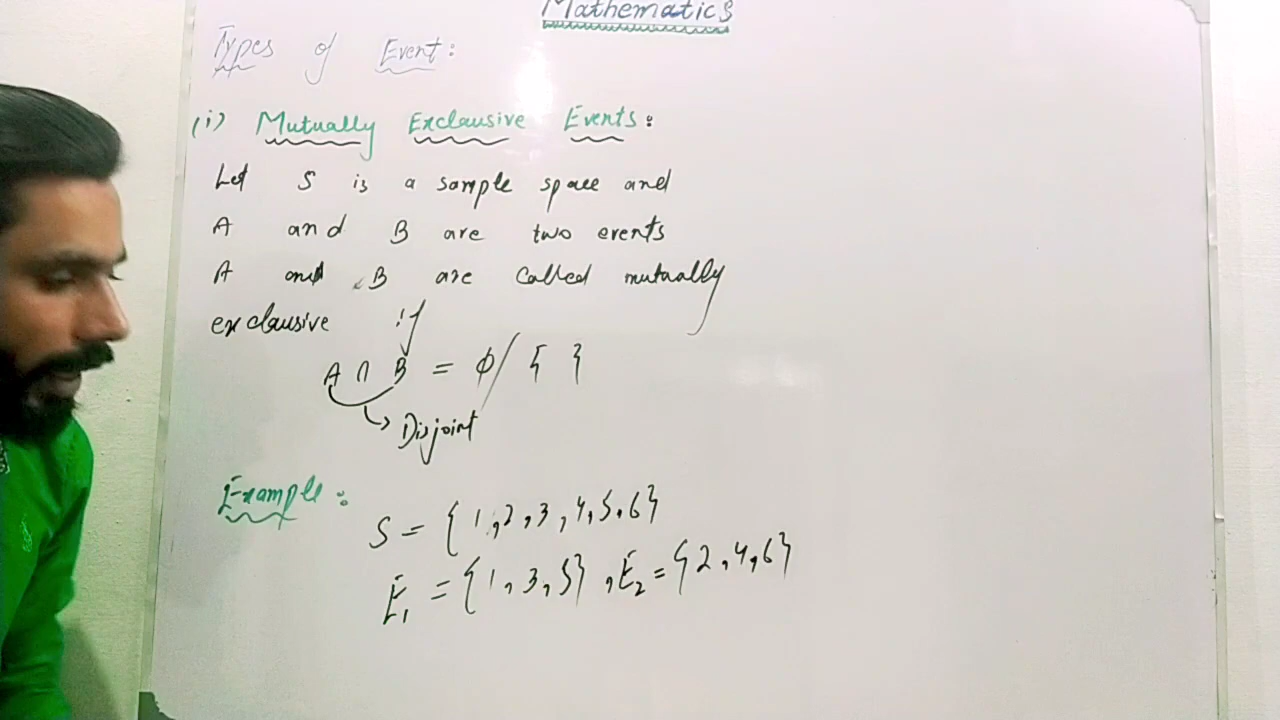 Mathematics
Types of Event:
(i) Mutually Exclausive Events:
Let S is a sample space and
A and B are two events
A and B are called mutually
exclausive if
A ∩ B = ϕ / { }
Disjoint
Example:
S = {1,2,3,4,5,6}
E₁ = {1,3,5}, E₂ = {2,4,6}